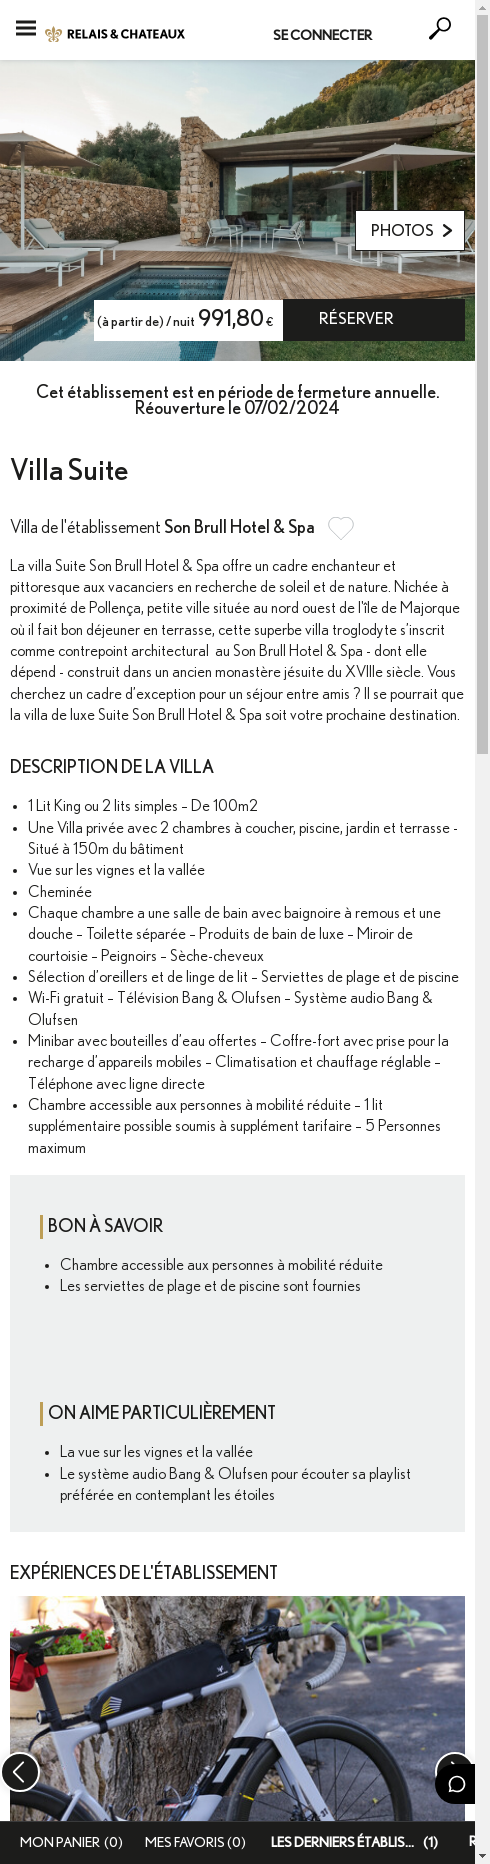 RELAIS & CHATEAUX
SE CONNECTER
PHOTOS
(à partir de) / nuit 991,80 €
RÉSERVER
Cet établissement est en période de fermeture annuelle.
Réouverture le 07/02/2024
Villa Suite
Villa de l'établissement Son Brull Hotel & Spa
La villa Suite Son Brull Hotel & Spa offre un cadre enchanteur et
pittoresque aux vacanciers en recherche de soleil et de nature. Nichée à
proximité de Pollença, petite ville située au nord ouest de l'île de Majorque
où il fait bon déjeuner en terrasse, cette superbe villa troglodyte s'inscrit
comme contrepoint architectural au Son Brull Hotel & Spa - dont elle
dépend - construit dans un ancien monastère jésuite du XVIIIe siècle. Vous
cherchez un cadre d'exception pour un séjour entre amis ? Il se pourrait que
la villa de luxe Suite Son Brull Hotel & Spa soit votre prochaine destination.
DESCRIPTION DE LA VILLA
• 1 Lit King ou 2 lits simples – De 100m2
• Une Villa privée avec 2 chambres à coucher, piscine, jardin et terrasse -
Situé à 150m du bâtiment
• Vue sur les vignes et la vallée
• Cheminée
• Chaque chambre a une salle de bain avec baignoire à remous et une
douche – Toilette séparée – Produits de bain de luxe – Miroir de
courtoisie – Peignoirs – Sèche-cheveux
• Sélection d'oreillers et de linge de lit – Serviettes de plage et de piscine
• Wi-Fi gratuit – Télévision Bang & Olufsen – Système audio Bang &
Olufsen
• Minibar avec bouteilles d'eau offertes – Coffre-fort avec prise pour la
recharge d'appareils mobiles – Climatisation et chauffage réglable –
Téléphone avec ligne directe
• Chambre accessible aux personnes à mobilité réduite – 1 lit
supplémentaire possible soumis à supplément tarifaire – 5 Personnes
maximum
BON À SAVOIR
• Chambre accessible aux personnes à mobilité réduite
• Les serviettes de plage et de piscine sont fournies
ON AIME PARTICULIÈREMENT
• La vue sur les vignes et la vallée
• Le système audio Bang & Olufsen pour écouter sa playlist
préférée en contemplant les étoiles
EXPÉRIENCES DE L'ÉTABLISSEMENT
MON PANIER (0) MES FAVORIS (0) LES DERNIERS ÉTABLIS... (1)